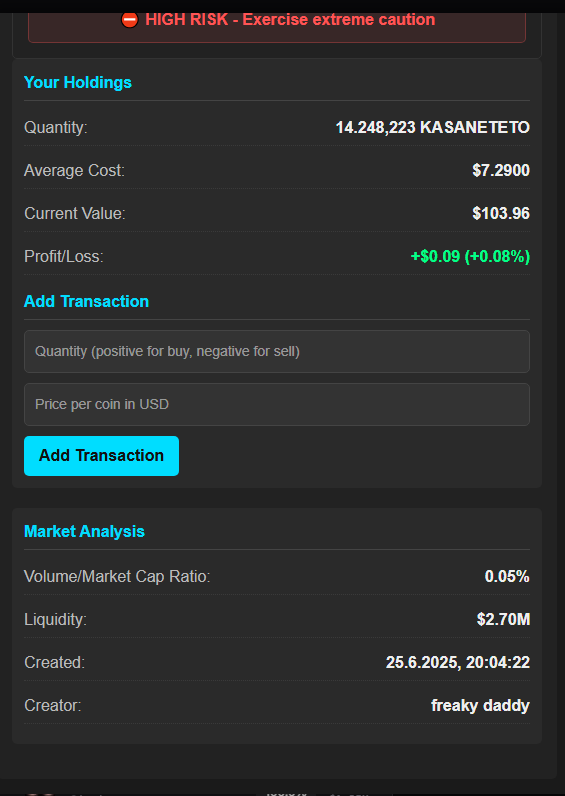 HIGH RISK - Exercise extreme caution
Your Holdings
Quantity: 14.248,223 KASANETETO
Average Cost: $7.2900
Current Value: $103.96
Profit/Loss: +$0.09 (+0.08%)
Add Transaction
Quantity (positive for buy, negative for sell)
Price per coin in USD
Add Transaction
Market Analysis
Volume/Market Cap Ratio: 0.05%
Liquidity: $2.70M
Created: 25.6.2025, 20:04:22
Creator: freaky daddy